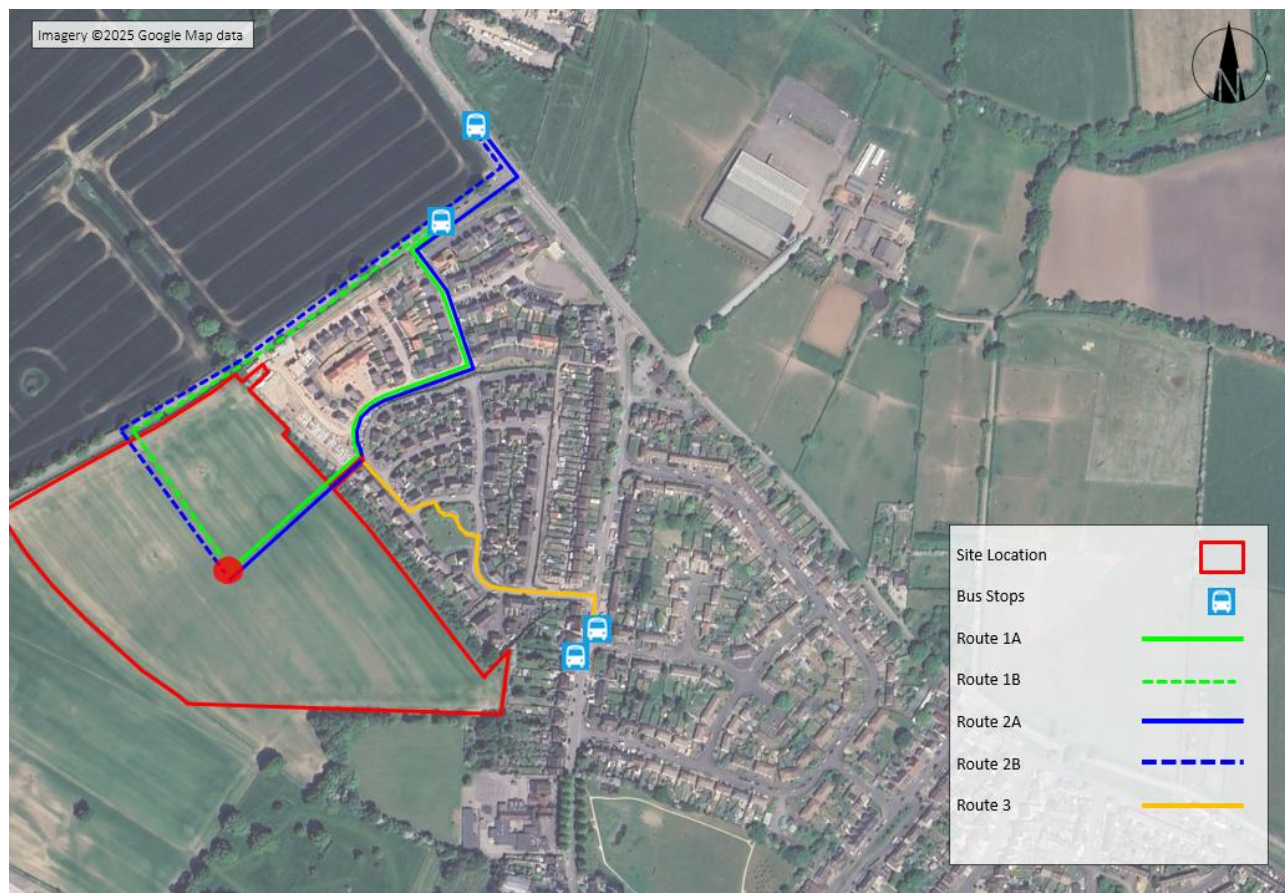 Imagery ©2025 Google Map data
N
Site Location
Bus Stops
Route 1A
Route 1B
Route 2A
Route 2B
Route 3